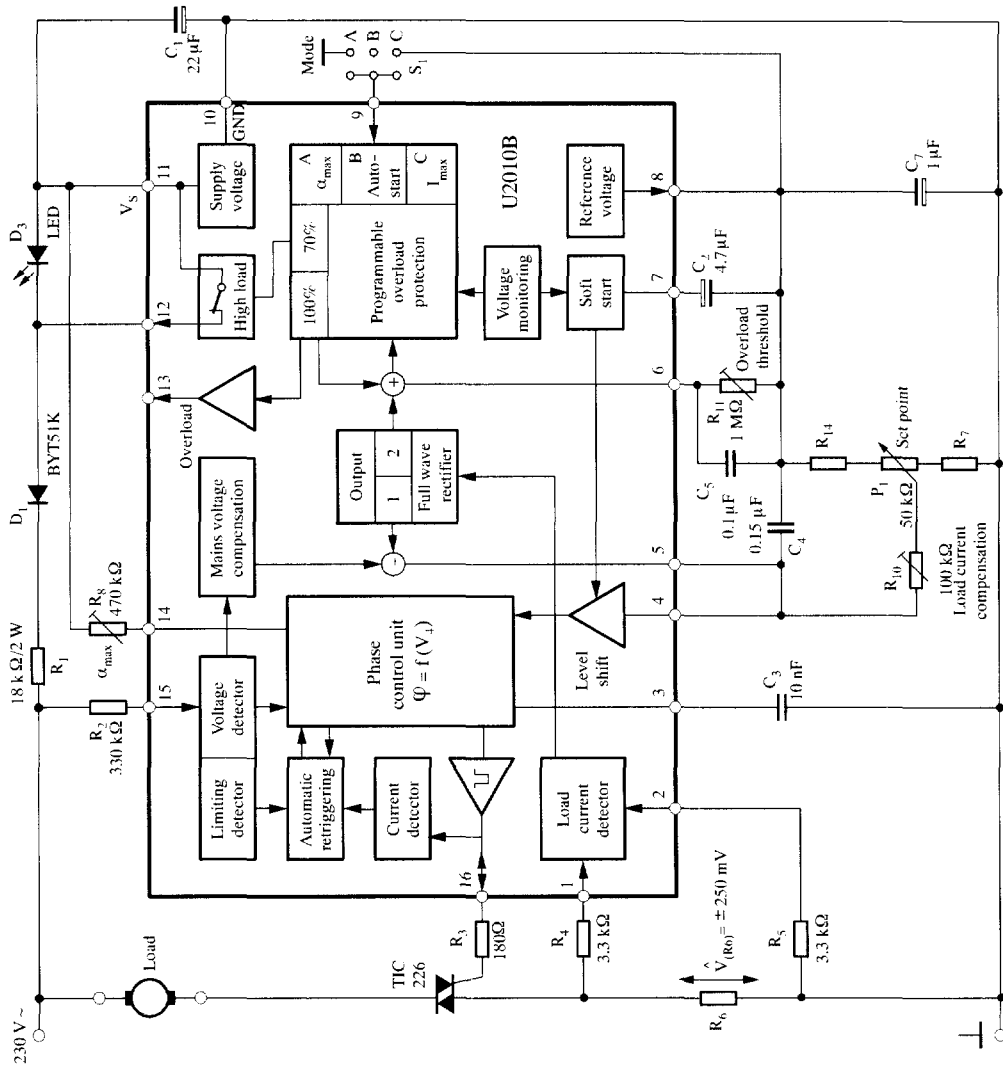 230 V ~
Load
TIC
226
R3
180Ω
R4
3.3 kΩ
V̂(R6) = ± 250 mV
R6
R5
3.3 kΩ
18 kΩ/2 W
R1
D1
BYT51K
D3
LED
C1
22 µF
R2
330 kΩ
αmax
R8
470 kΩ
VS
GND
15
14
13
12
11
10
9
16
1
2
3
4
5
6
7
8
Limiting
detector
Voltage
detector
Mains voltage
compensation
Overload
High load
Supply
voltage
Automatic
retriggering
Phase
control unit
φ = f (V4)
Current
detector
Output
1
2
Full wave
rectifier
-
+
100%
70%
A
αmax
B
Auto-
start
C
Imax
Programmable
overload
protection
Voltage
monitoring
Load
current
detector
Level
shift
Soft
start
Reference
voltage
U2010B
Mode
A
B
C
S1
C3
10 nF
R10
100 kΩ
Load current
compensation
C5
0.1 µF
0.15 µF
C4
R11
1 MΩ
Overload
threshold
C2
4.7 µF
R14
P1
50 kΩ
Set point
R7
C7
1 µF